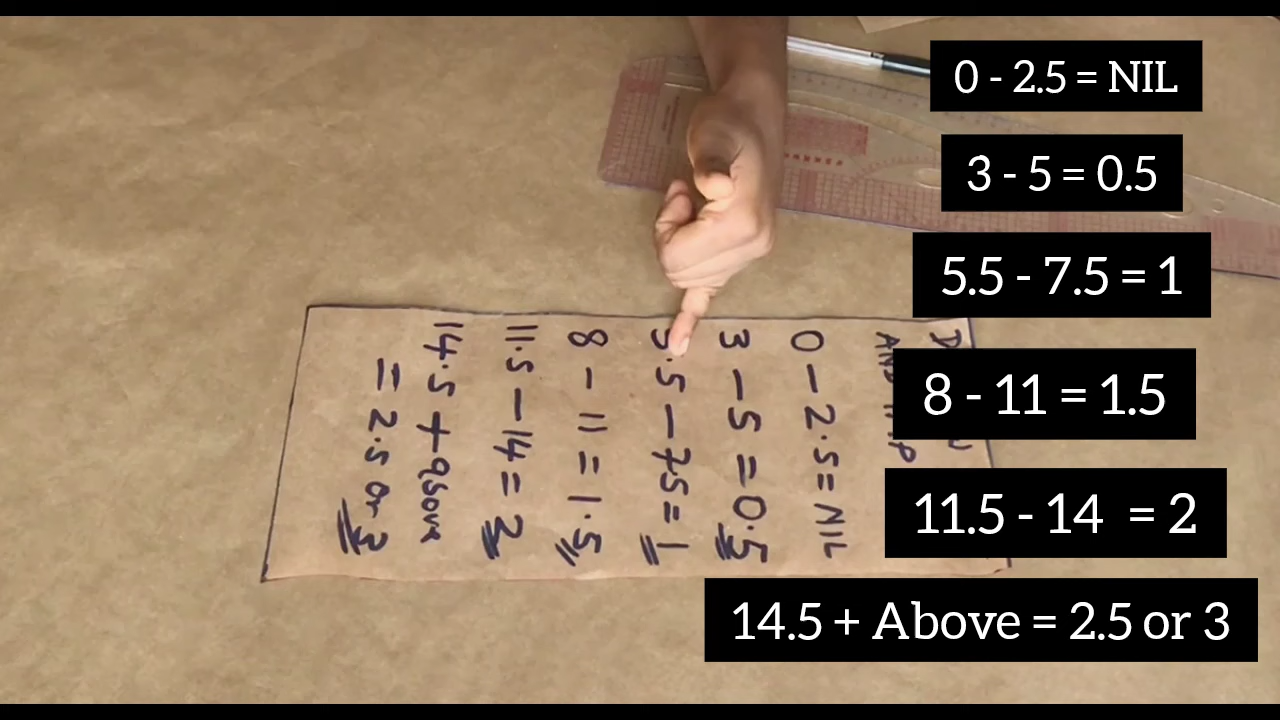 0 - 2.5 = NIL
3 - 5 = 0.5
5.5 - 7.5 = 1
8 - 11 = 1.5
11.5 - 14 = 2
14.5 + Above = 2.5 or 3
0 - 2.5 = NIL
3 - 5 = 0.5
5.5 - 75 = 1
8 - 11 = 1.5
11.5 - 14 = 2
14.5 + above
= 2.5 or 3